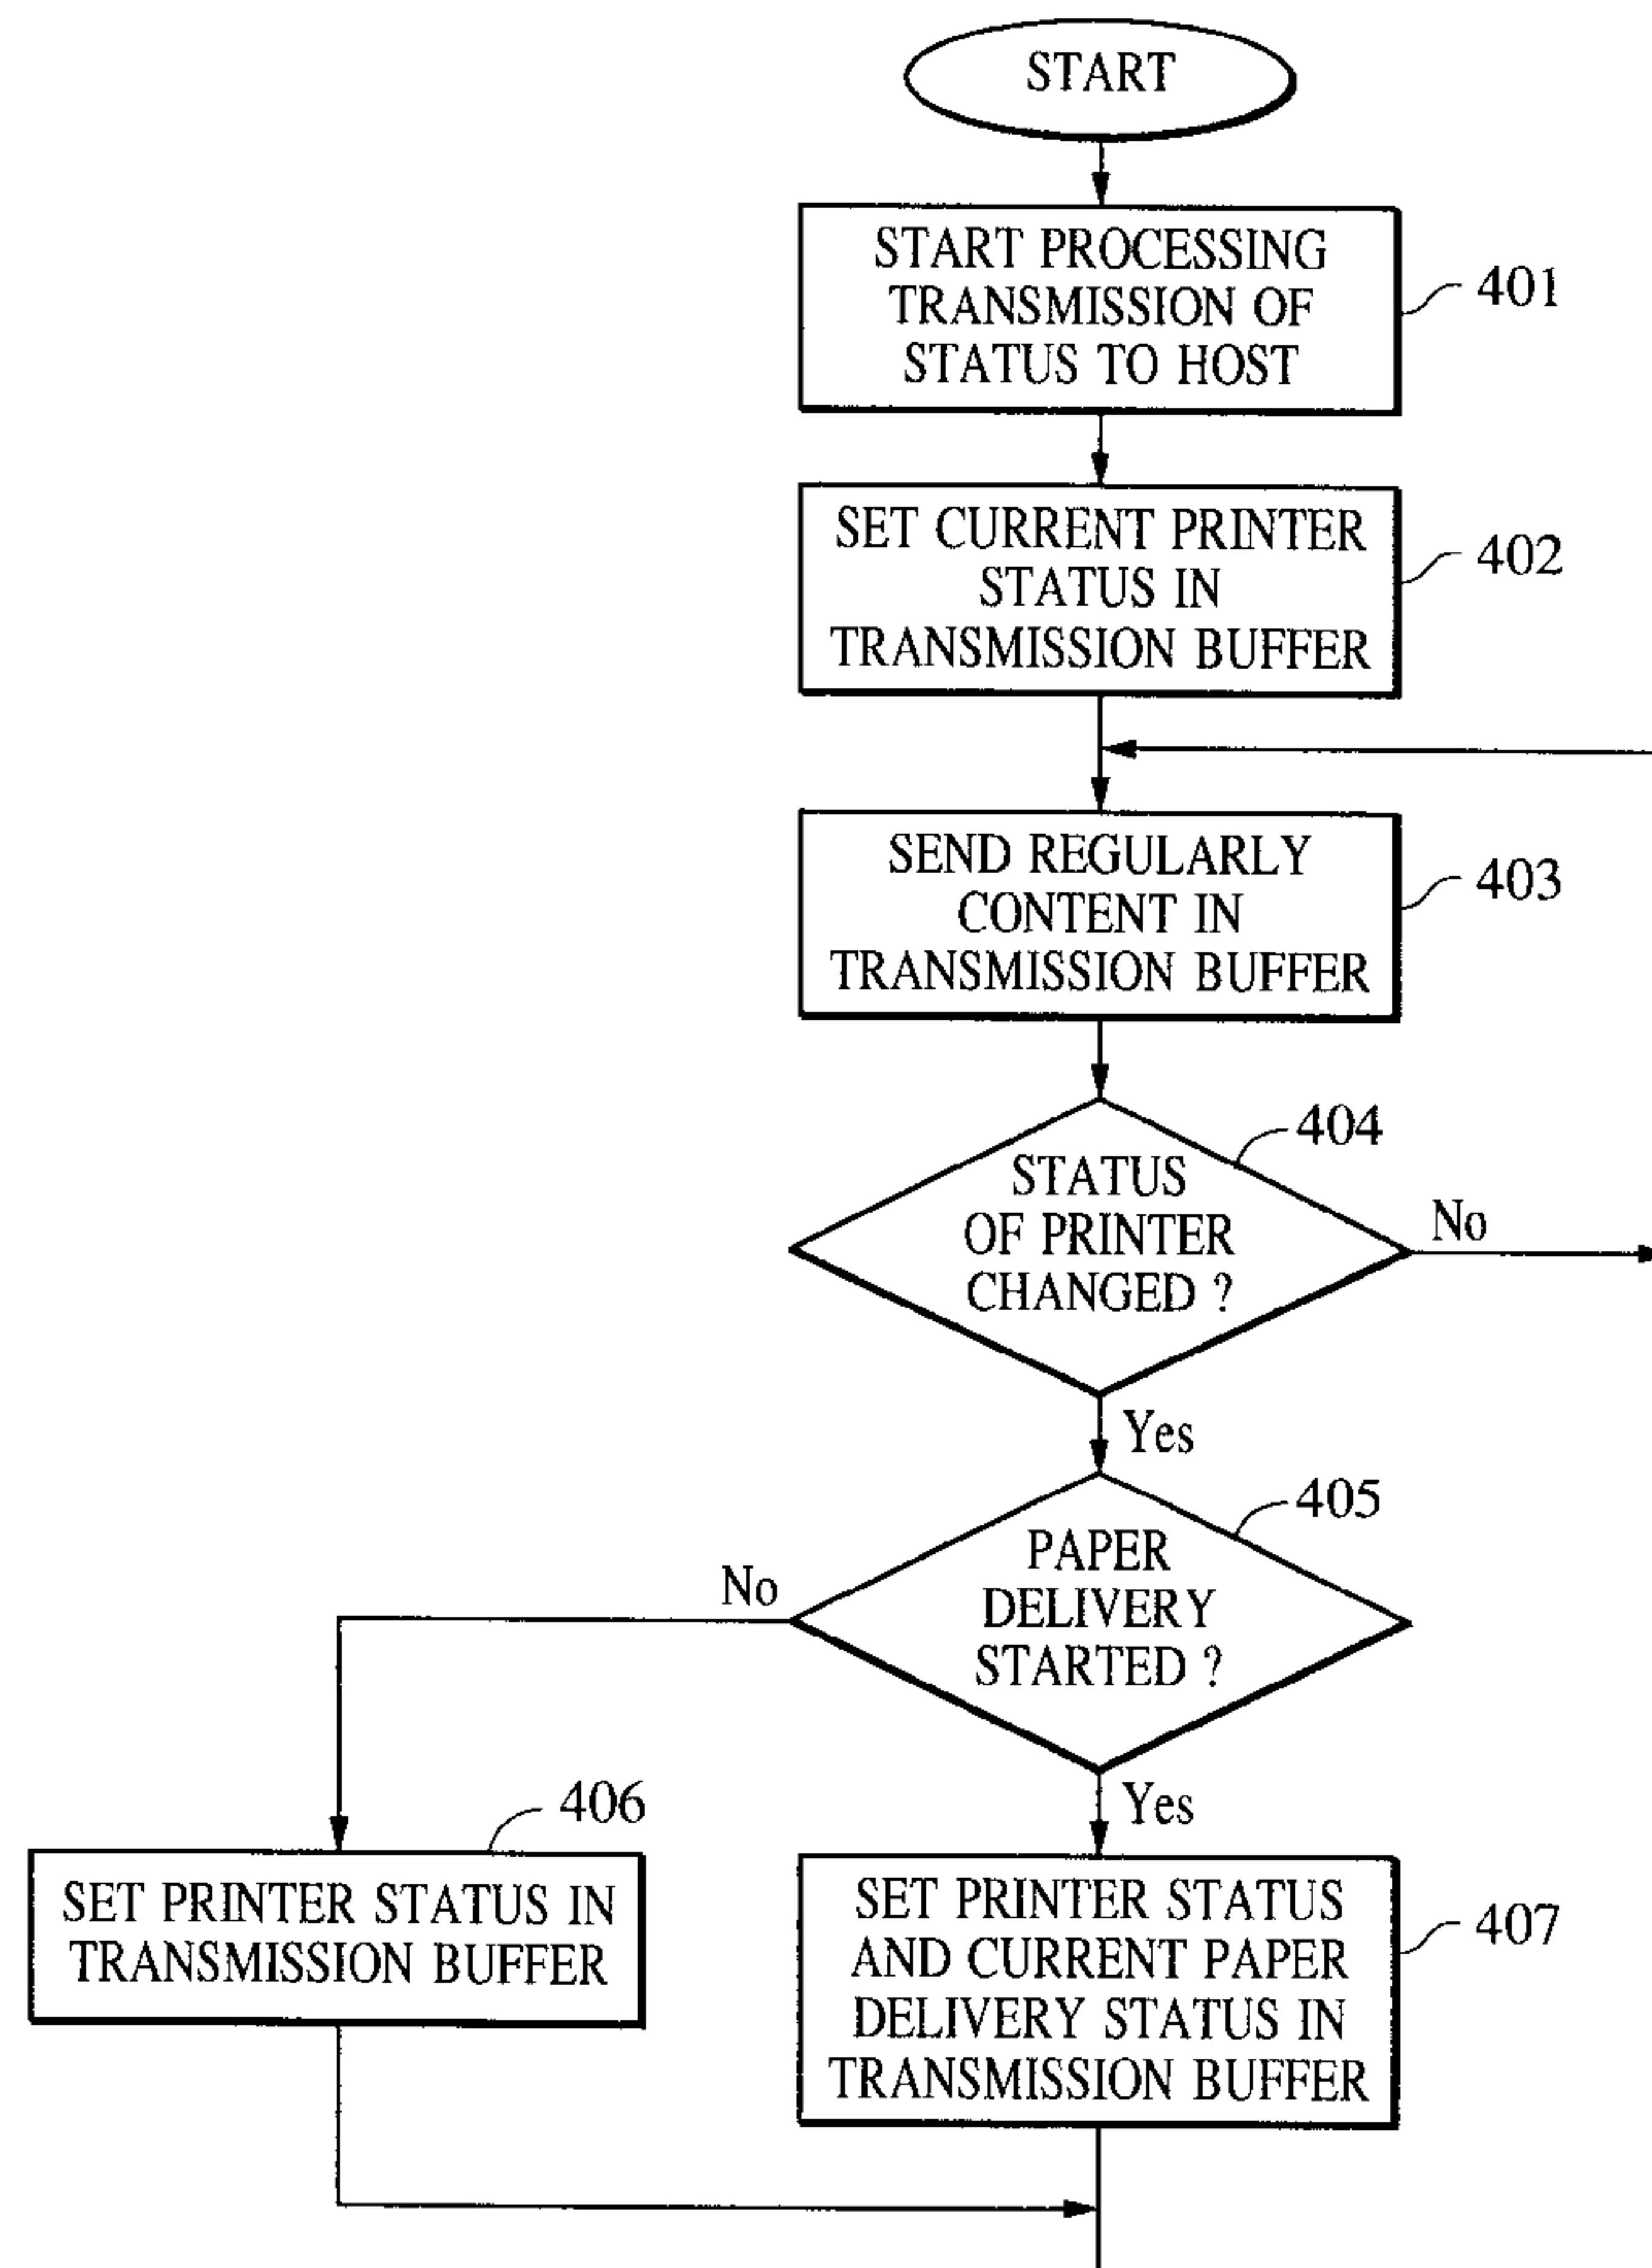 START
START PROCESSING
TRANSMISSION OF
STATUS TO HOST
401
SET CURRENT PRINTER
STATUS IN
TRANSMISSION BUFFER
402
SEND REGULARLY
CONTENT IN
TRANSMISSION BUFFER
403
404
STATUS
OF PRINTER
CHANGED ?
No
Yes
405
PAPER
DELIVERY
STARTED ?
No
Yes
406
SET PRINTER STATUS IN
TRANSMISSION BUFFER
SET PRINTER STATUS
AND CURRENT PAPER
DELIVERY STATUS IN
TRANSMISSION BUFFER
407